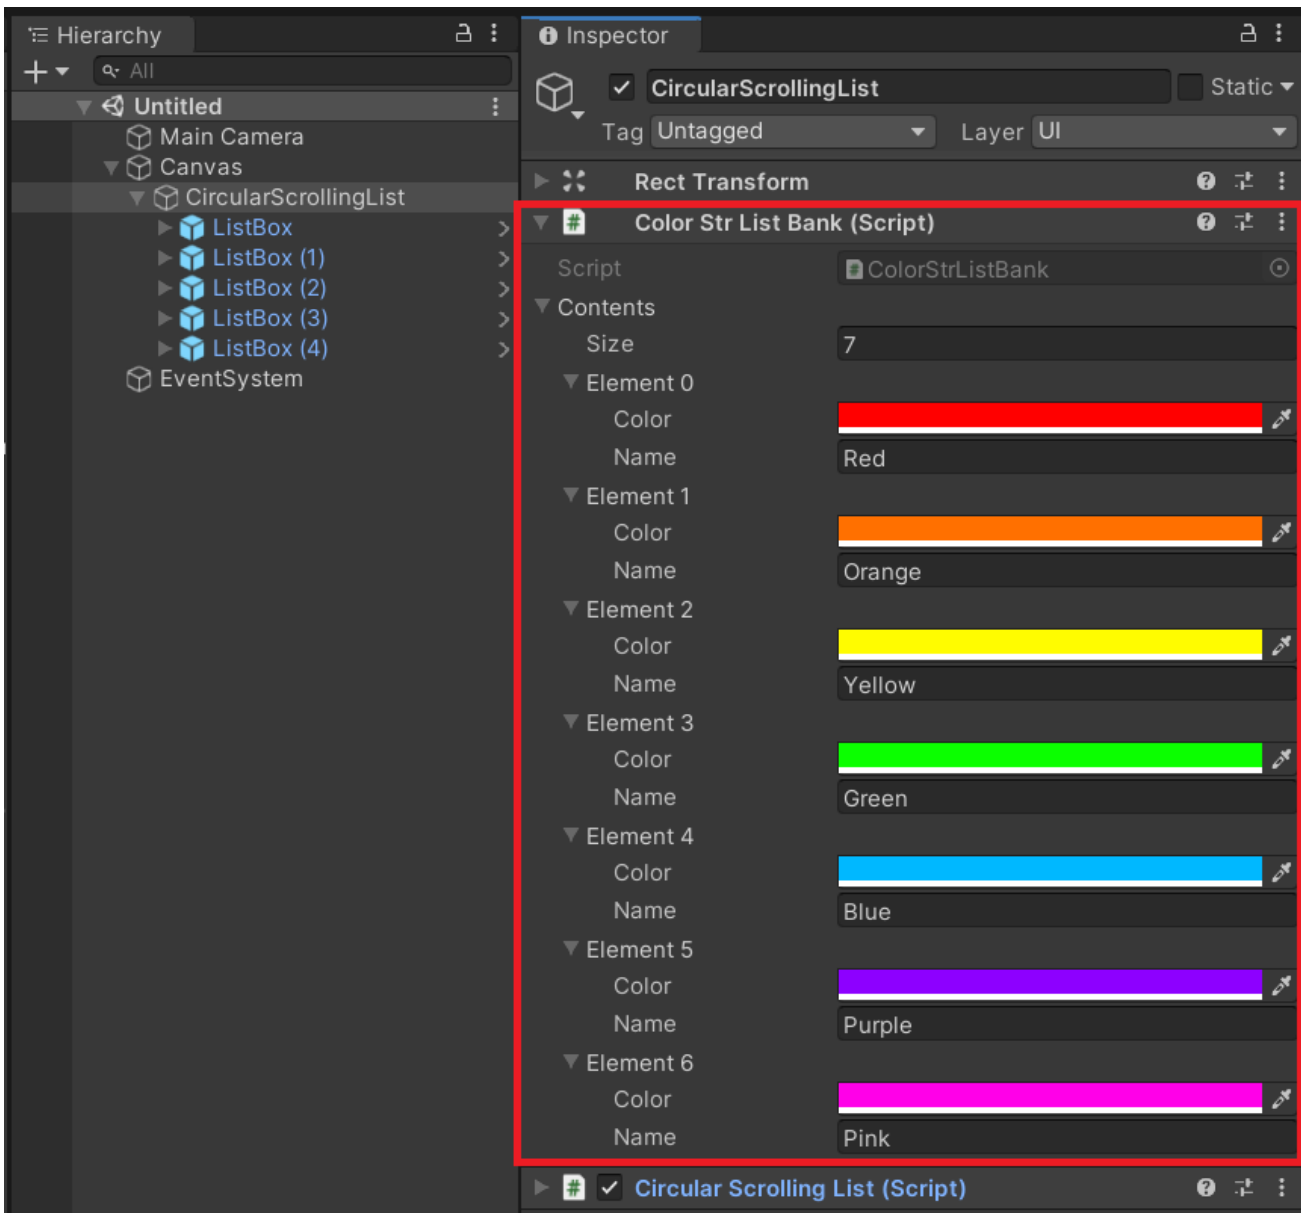 Hierarchy
All
Untitled
Main Camera
Canvas
CircularScrollingList
ListBox
ListBox (1)
ListBox (2)
ListBox (3)
ListBox (4)
EventSystem
Inspector
CircularScrollingList
Static
Tag Untagged Layer UI
Rect Transform
# Color Str List Bank (Script)
Script # ColorStrListBank
Contents
Size 7
Element 0
Color
Name Red
Element 1
Color
Name Orange
Element 2
Color
Name Yellow
Element 3
Color
Name Green
Element 4
Color
Name Blue
Element 5
Color
Name Purple
Element 6
Color
Name Pink
# Circular Scrolling List (Script)